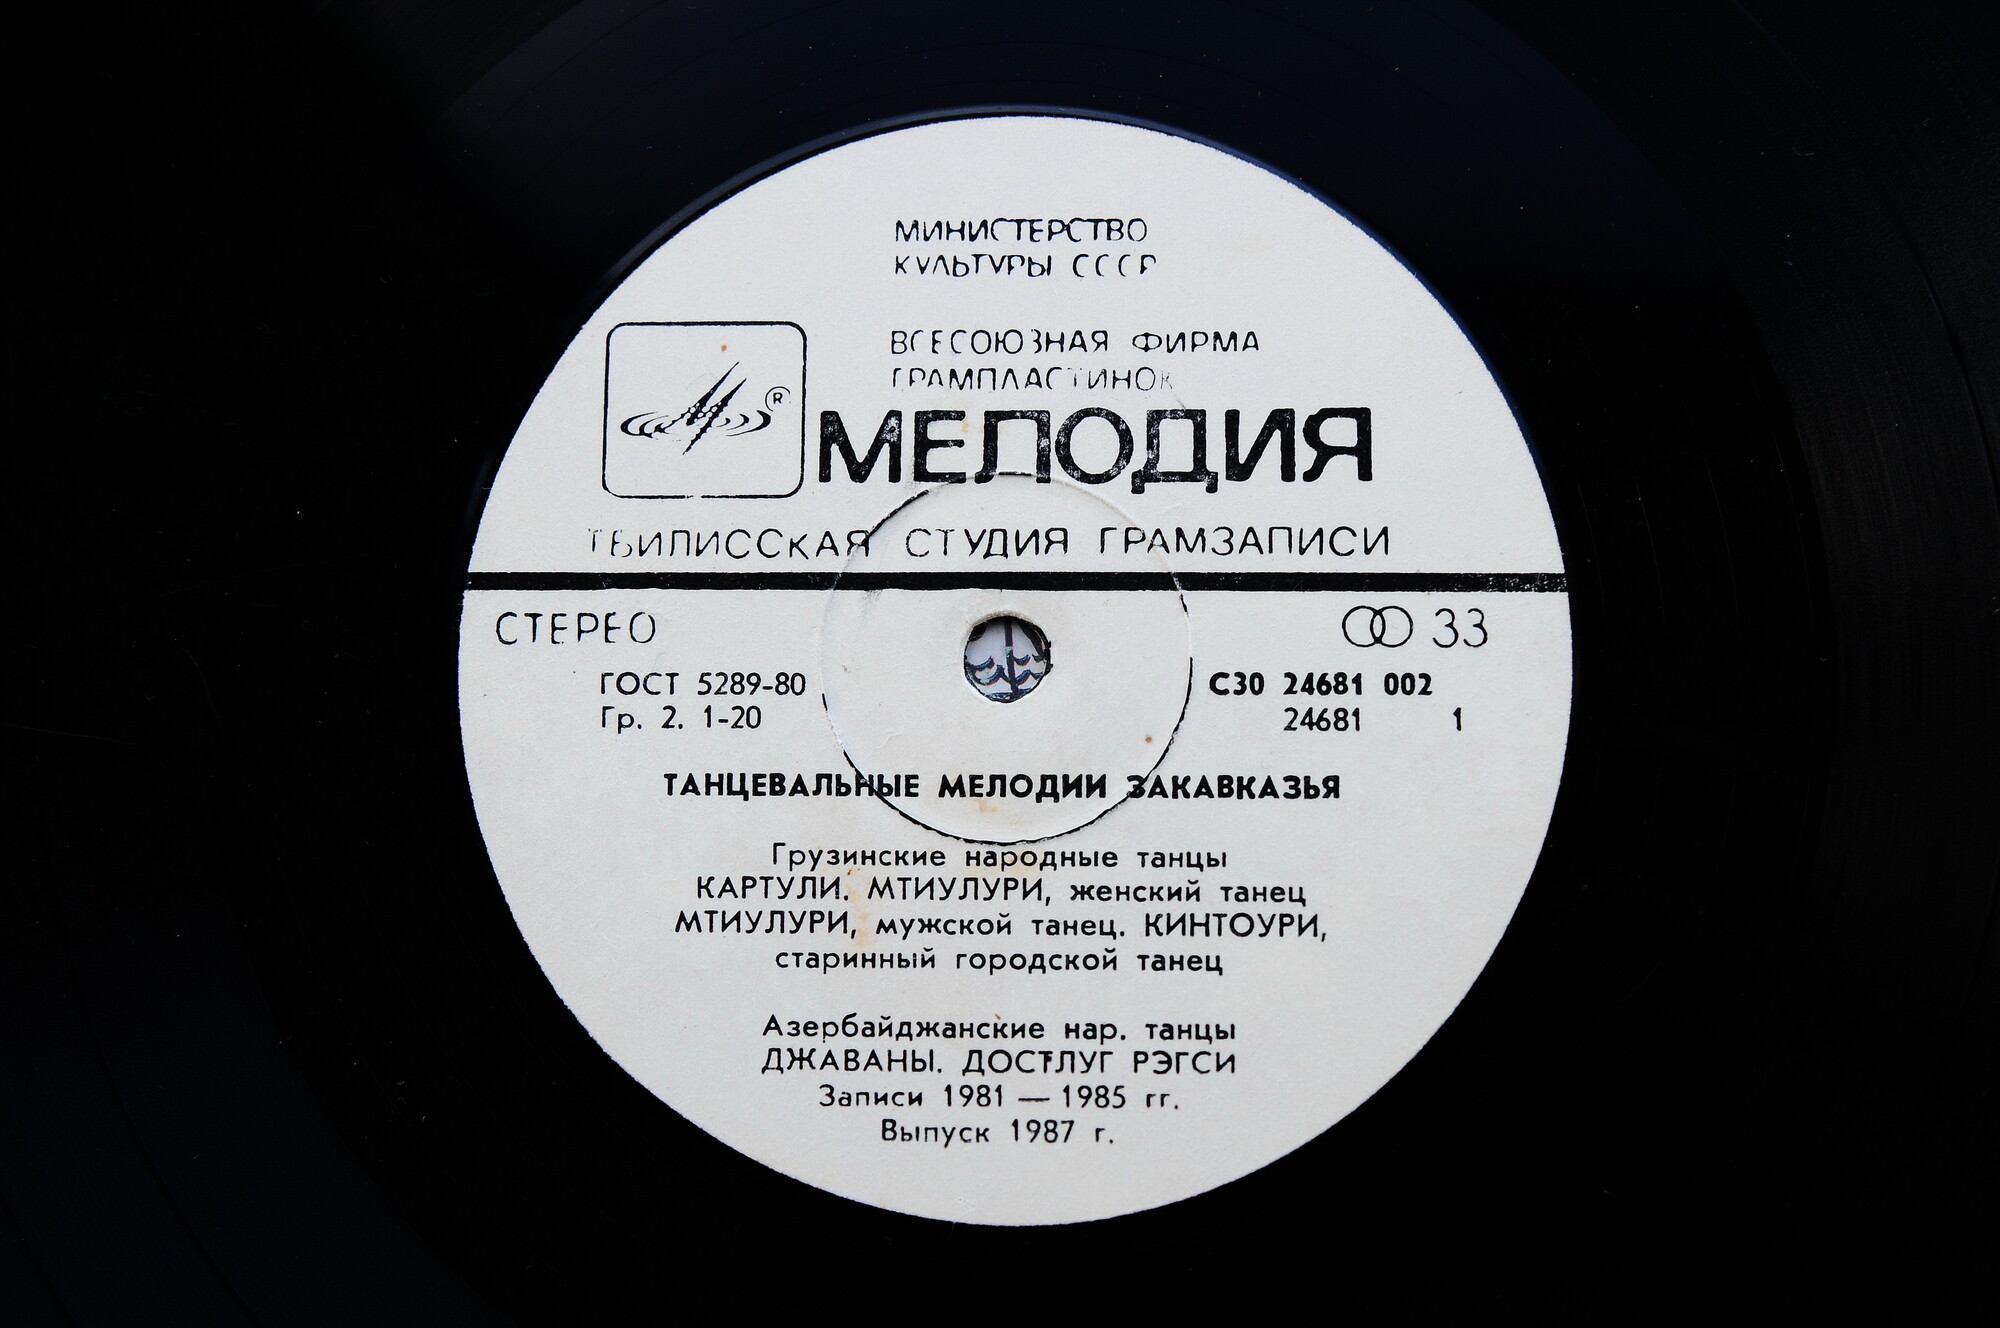 МИНИСТЕРСТВО
КУЛЬТУРЫ СССР
ВСЕСОЮЗНАЯ ФИРМА
ГРАМПЛАСТИНОК
®
МЕЛОДИЯ
ТБИЛИССКАЯ СТУДИЯ ГРАМЗАПИСИ
СТЕРЕО 33
ГОСТ 5289-80 С30 24681 002
Гр. 2. 1-20 24681 1
ТАНЦЕВАЛЬНЫЕ МЕЛОДИИ ЗАКАВКАЗЬЯ
Грузинские народные танцы
КАРТУЛИ. МТИУЛУРИ, женский танец
МТИУЛУРИ, мужской танец. КИНТОУРИ,
старинный городской танец
Азербайджанские нар. танцы
ДЖАВАНЫ. ДОСТЛУГ РЭГСИ
Записи 1981 — 1985 гг.
Выпуск 1987 г.